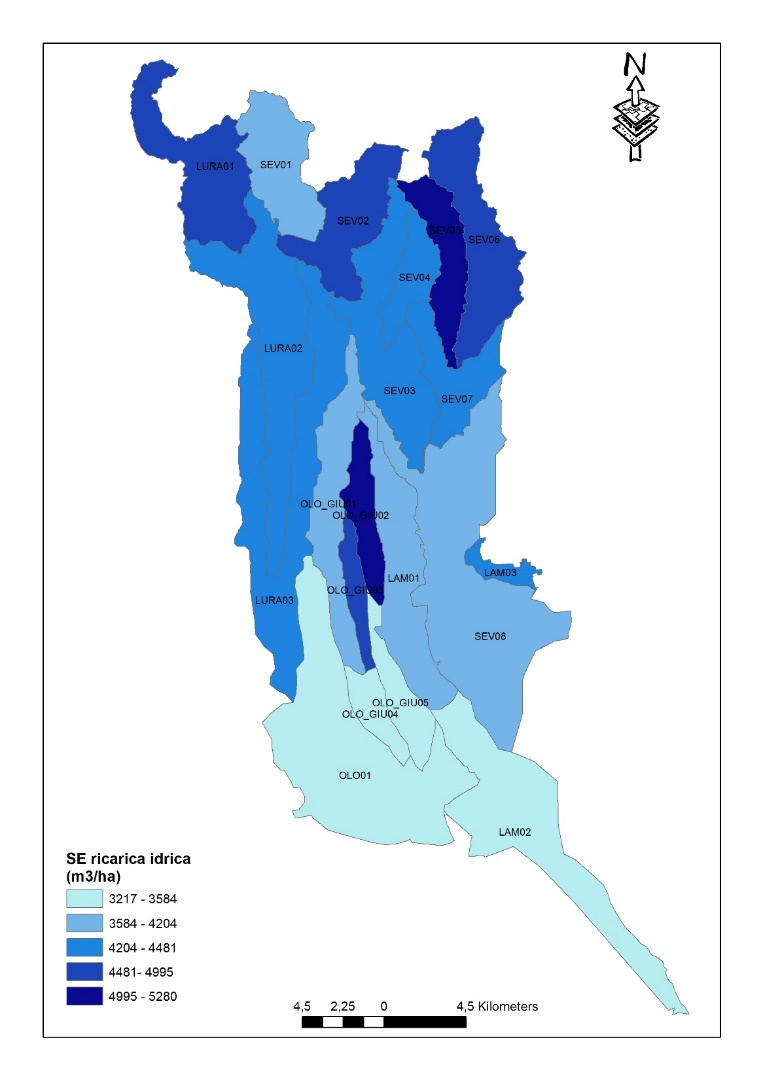 N
LURA01
SEV01
SEV02
SEV05
SEV06
SEV04
LURA02
SEV03
SEV07
OLO_GIU01
OLO_GIU02
LAM03
LAM01
OLO_GIU03
LURA03
SEV08
OLO_GIU05
OLO_GIU04
OLO01
LAM02
SE ricarica idrica
(m3/ha)
3217 - 3584
3584 - 4204
4204 - 4481
4481- 4995
4995 - 5280
4,5 2,25 0 4,5 Kilometers